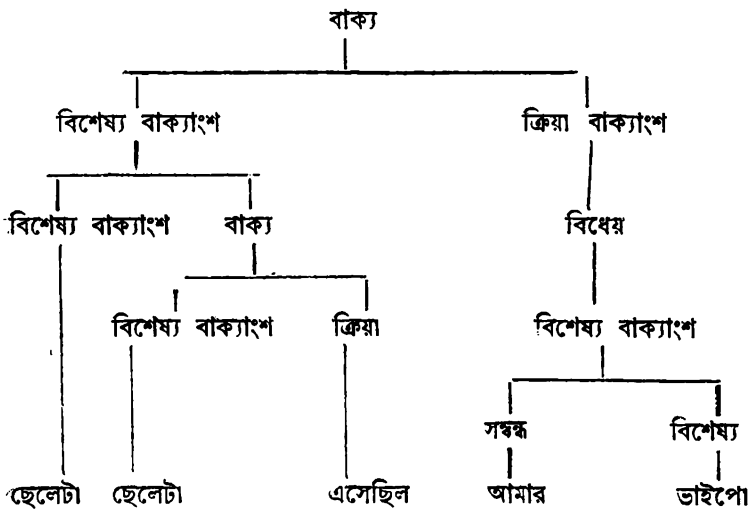 বাক্য
বিশেষ্য বাক্যাংশ ক্রিয়া বাক্যাংশ
বিশেষ্য বাক্যাংশ বাক্য বিধেয়
বিশেষ্য বাক্যাংশ ক্রিয়া বিশেষ্য বাক্যাংশ
সম্বন্ধ বিশেষ্য
ছেলেটা ছেলেটা এসেছিল আমার ভাইপো